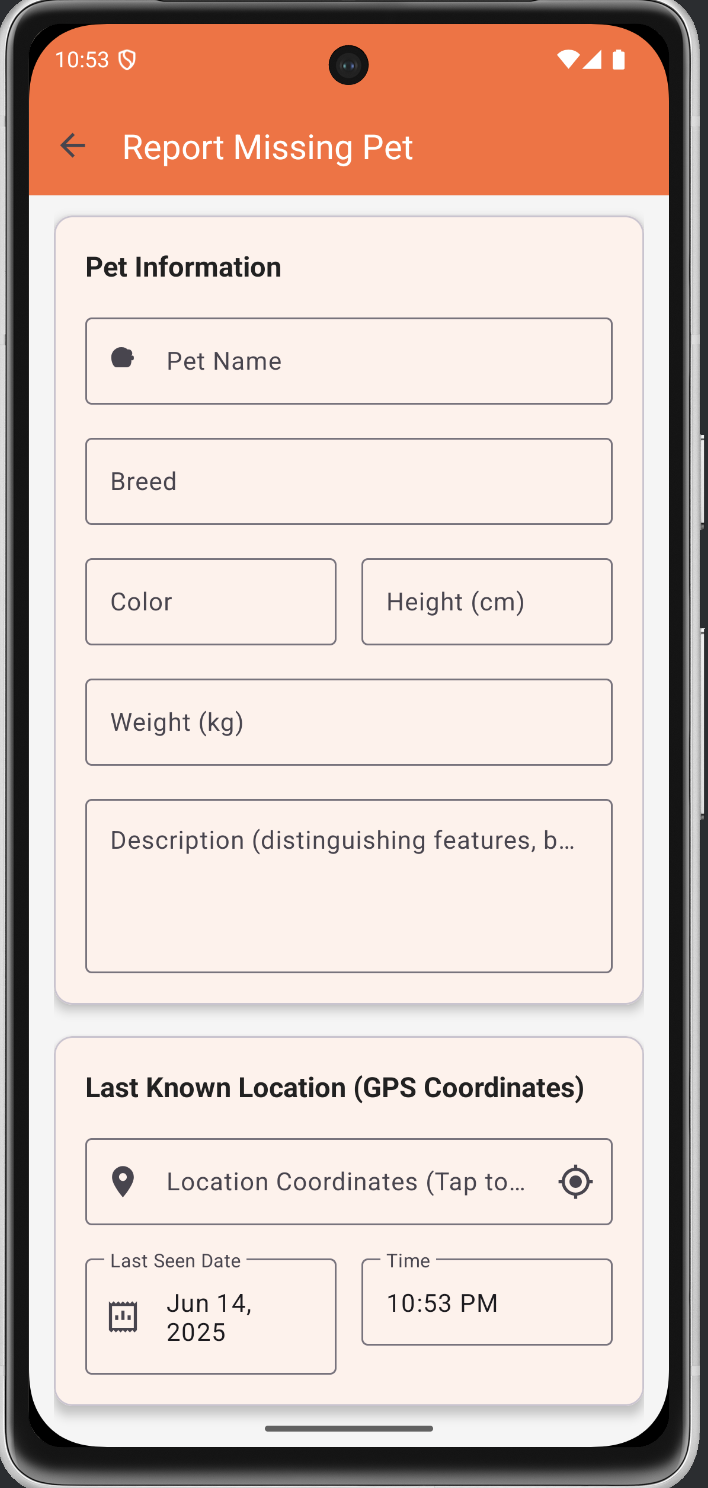 10:53
Report Missing Pet
Pet Information
Pet Name
Breed
Color
Height (cm)
Weight (kg)
Description (distinguishing features, b...
Last Known Location (GPS Coordinates)
Location Coordinates (Tap to...
Last Seen Date
Jun 14,
2025
Time
10:53 PM